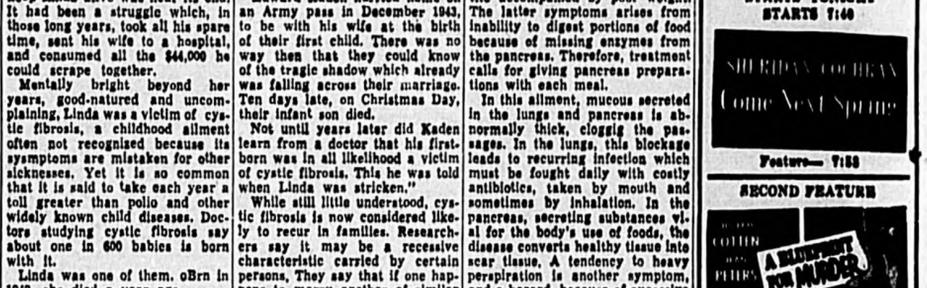 it had been a struggle which, in
those long years, took all his spare
time, sent his wife to a hospital,
and consumed all the $44,000 he
could scrape together.
Mentally bright beyond her
years, good-natured and uncom-
plaining, Linda was a victim of cys-
tic fibrosis, a childhood ailment
often not recognized because its
sysmptoms are mistaken for other
sicknesses. Yet it is so common
that it is said to take each year a
toll greater than polio and other
widely known child diseases. Doc-
tors studying cystic fibrosis say
about one in 600 babies is born
with it.
Linda was one of them. oBrn in
an Army pass in December 1943,
to be with his wife at the birth
of their first child. There was no
way then that they could know
of the tragic shadow which already
was falling across their marriage.
Ten days late, on Christmas Day,
their infant son died.
Not until years later did Kaden
learn from a doctor that his first-
born was in all likelihood a victim
of cystic fibrosis. This he was told
when Linda was stricken."
While still little understood, cys-
tic fibrosis is now considered like-
ly to recur in families. Research-
ers say it may be a recessive
characteristic carried by certain
persons. They say that if one hap-
The latter symptoms arises from
inability to digest portions of food
because of missing enzymes from
the pancreas. Therefore, treatment
calls for giving pancreas prepara-
tions with each meal.
In this ailment, mucous secreted
in the lungs and pancreas is ab-
normally thick, cloggig the pas-
sages. In the lungs, this blockage
leads to recurring infection which
must be fought daily with costly
antibiotics, taken by mouth and
sometimes by inhalation. In the
pancreas, secreting substances vi-
al for the body's use of foods, the
disease converts healthy tissue into
scar tissue. A tendency to heavy
perspiration is another symptom,
STARTS 7:40
SHERIDAN COCHRAN
Come Next Spring
Feature— 7:53
SECOND FEATURE
COTTEN
PETERS
A BLUEPRINT
FOR MURDER